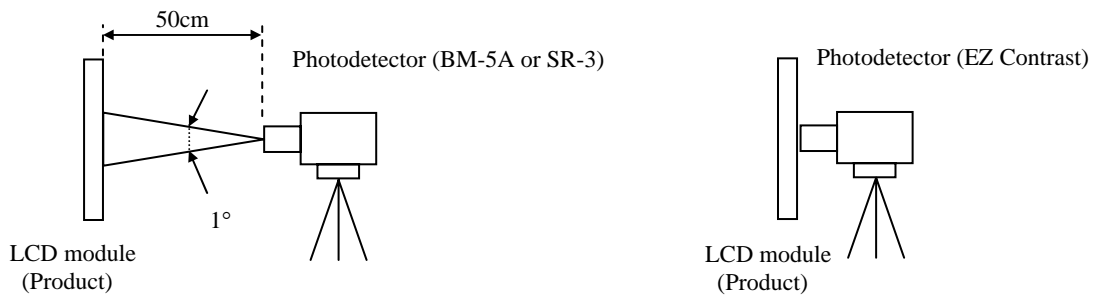 50cm
Photodetector (BM-5A or SR-3)
1°
LCD module
(Product)
Photodetector (EZ Contrast)
LCD module
(Product)